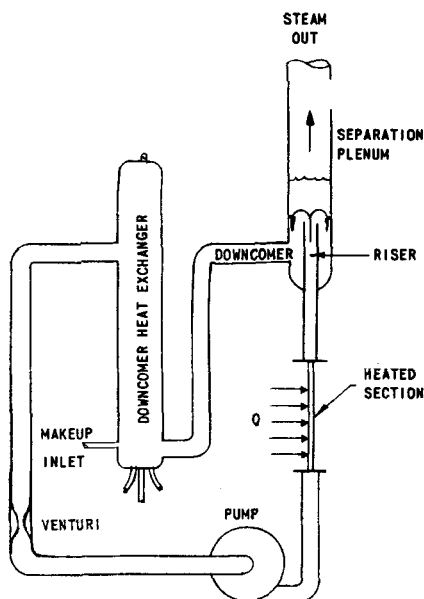 STEAM
OUT
SEPARATION
PLENUM
DOWNCOMER HEAT EXCHANGER
DOWNCOMER
RISER
HEATED
SECTION
Q
MAKEUP
INLET
VENTURI
PUMP